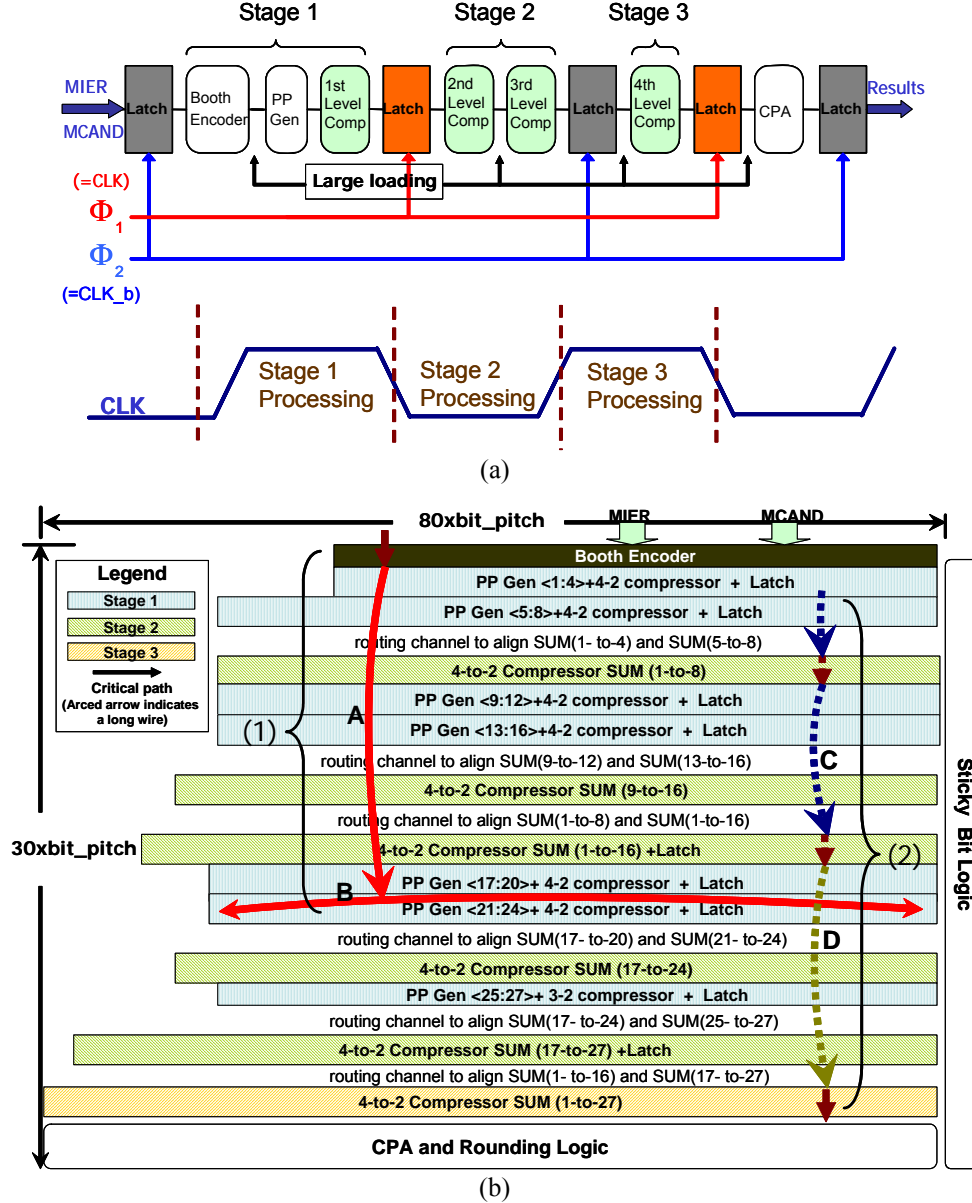 Stage 1
Stage 2
Stage 3
MIER
MCAND
Latch
Booth
Encoder
PP
Gen
1st
Level
Comp
Latch
2nd
Level
Comp
3rd
Level
Comp
Latch
4th
Level
Comp
Latch
CPA
Latch
Results
Large loading
(=CLK)
Φ1
Φ2
(=CLK_b)
Stage 1
Processing
Stage 2
Processing
Stage 3
Processing
CLK
(a)
80xbit_pitch
MIER
MCAND
Legend
Stage 1
Stage 2
Stage 3
Critical path
(Arced arrow indicates
a long wire)
Booth Encoder
PP Gen <1:4>+4-2 compressor + Latch
PP Gen <5:8>+4-2 compressor + Latch
routing channel to align SUM(1- to-4) and SUM(5-to-8)
4-to-2 Compressor SUM (1-to-8)
PP Gen <9:12>+4-2 compressor + Latch
A
(1)
PP Gen <13:16>+4-2 compressor + Latch
C
routing channel to align SUM(9-to-12) and SUM(13-to-16)
4-to-2 Compressor SUM (9-to-16)
routing channel to align SUM(1-to-8) and SUM(1-to-16)
30xbit_pitch
4-to-2 Compressor SUM (1-to-16) +Latch
(2)
Sticky Bit Logic
PP Gen <17:20>+ 4-2 compressor + Latch
B
PP Gen <21:24>+ 4-2 compressor + Latch
routing channel to align SUM(17- to-20) and SUM(21- to-24)
D
4-to-2 Compressor SUM (17-to-24)
PP Gen <25:27>+ 3-2 compressor + Latch
routing channel to align SUM(17- to-24) and SUM(25- to-27)
4-to-2 Compressor SUM (17-to-27) +Latch
routing channel to align SUM(1- to-16) and SUM(17- to-27)
4-to-2 Compressor SUM (1-to-27)
CPA and Rounding Logic
(b)